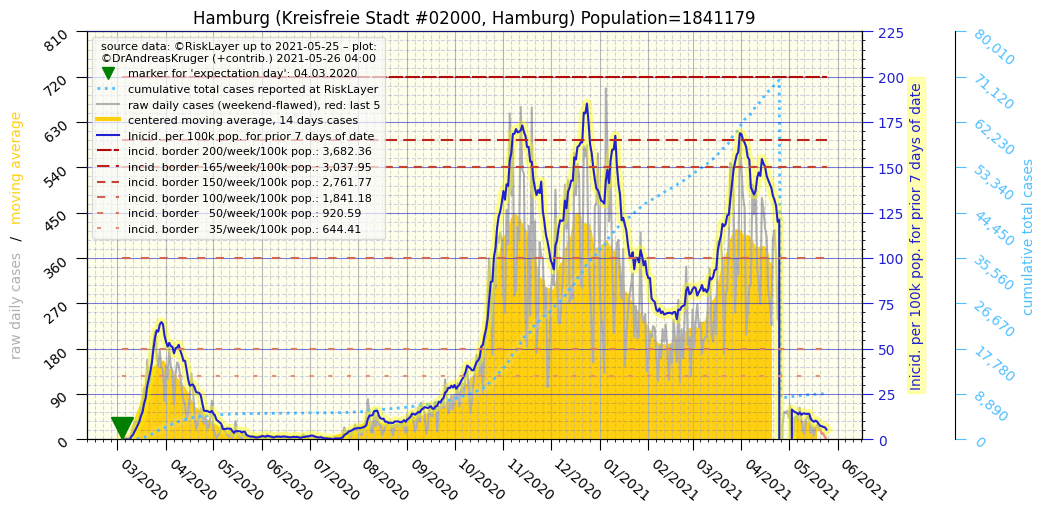 Hamburg (Kreisfreie Stadt #02000, Hamburg) Population=1841179
source data: ©RiskLayer up to 2021-05-25 – plot:
©DrAndreasKruger (+contrib.) 2021-05-26 04:00
marker for 'expectation day': 04.03.2020
cumulative total cases reported at RiskLayer
raw daily cases (weekend-flawed), red: last 5
centered moving average, 14 days cases
Inicid. per 100k pop. for prior 7 days of date
incid. border 200/week/100k pop.: 3,682.36
incid. border 165/week/100k pop.: 3,037.95
incid. border 150/week/100k pop.: 2,761.77
incid. border 100/week/100k pop.: 1,841.18
incid. border   50/week/100k pop.: 920.59
incid. border   35/week/100k pop.: 644.41
raw daily cases  /  moving average
810
720
630
540
450
360
270
180
90
0
03/2020
04/2020
05/2020
06/2020
07/2020
08/2020
09/2020
10/2020
11/2020
12/2020
01/2021
02/2021
03/2021
04/2021
05/2021
06/2021
225
200
175
150
125
100
75
50
25
0
Inicid. per 100k pop. for prior 7 days of date
80,010
71,120
62,230
53,340
44,450
35,560
26,670
17,780
8,890
0
cumulative total cases